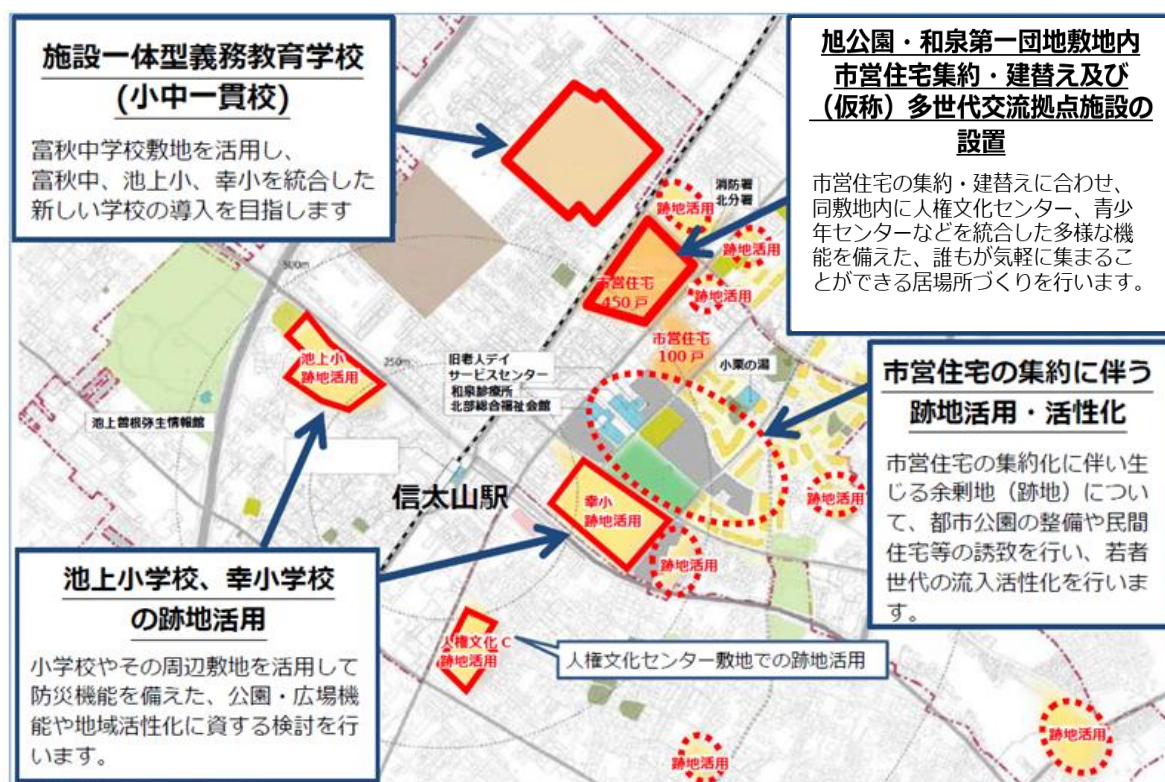 施設一体型義務教育学校
(小中一貫校)
富秋中学校敷地を活用し、
富秋中、池上小、幸小を統合した
新しい学校の導入を目指します
旭公園・和泉第一団地敷地内
市営住宅集約・建替え及び
（仮称）多世代交流拠点施設の
設置
市営住宅の集約・建替えに合わせ、
同敷地内に人権文化センター、青少
年センターなどを統合した多様な機
能を備えた、誰もが気軽に集まるこ
とができる居場所づくりを行います。
消防署
北分署
跡地活用
跡地活用
跡地活用
市営住宅
450戸
市営住宅
100戸
500m
250m
池上小
跡地活用
池上曽根弥生情報館
旧老人デイ
サービスセンター
和泉診療所
北部総合福祉会館
小栗の湯
市営住宅の集約に伴う
跡地活用・活性化
市営住宅の集約化に伴い生
じる余剰地（跡地）につい
て、都市公園の整備や民間
住宅等の誘致を行い、若者
世代の流入活性化を行いま
す。
信太山駅
幸小
跡地活用
跡地活用
跡地活用
池上小学校、幸小学校
の跡地活用
小学校やその周辺敷地を活用して
防災機能を備えた、公園・広場機
能や地域活性化に資する検討を行
います。
人権文化C
跡地活用
人権文化センター敷地での跡地活用
跡地活用
跡地活用